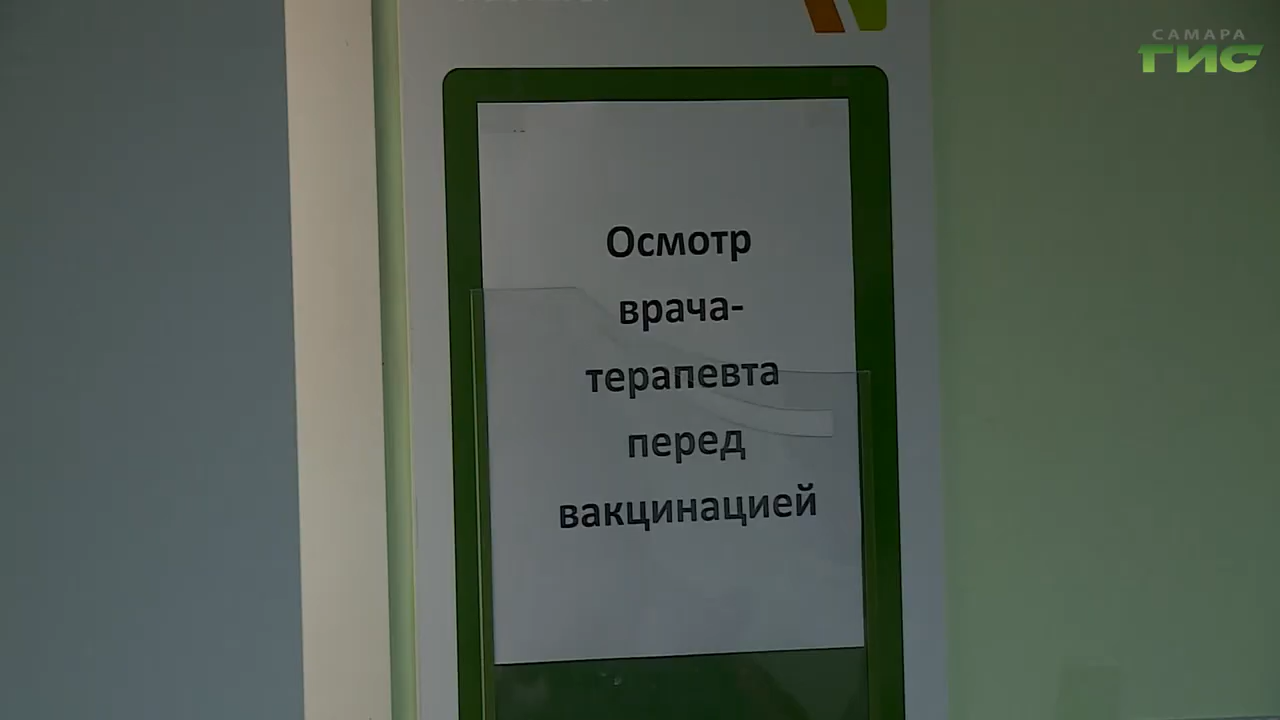 САМАРА
ГИС
Осмотр
врача-
терапевта
перед
вакцинацией